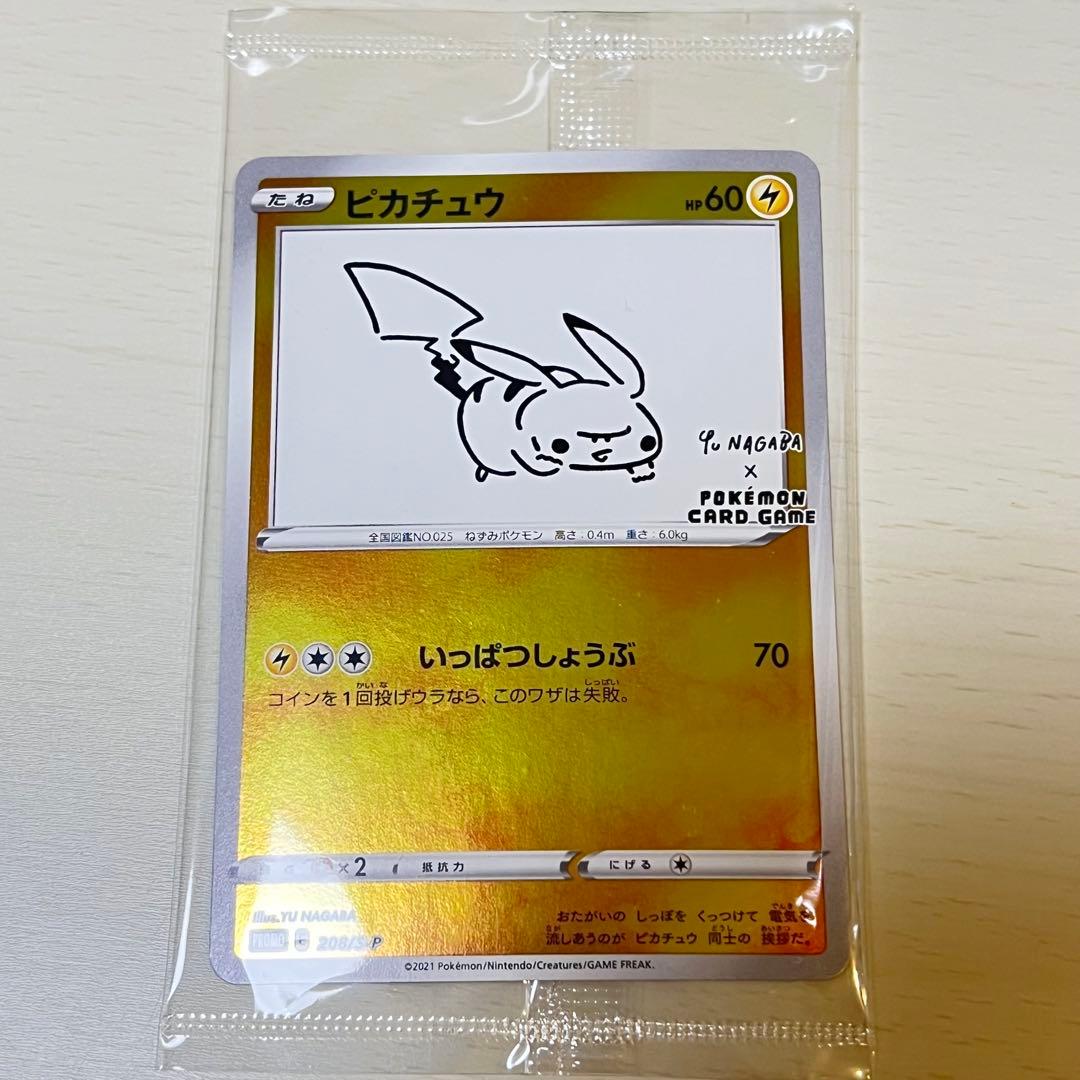 たね ピカチュウ HP60
Yu NAGABA
×
POKÉMON
CARD GAME
全国図鑑NO.025 ねずみポケモン 高さ：0.4m 重さ：6.0kg
いっぱつしょうぶ 70
コインを1回投げウラなら、このワザは失敗。
×2 抵抗力 にげる
Illus. YU NAGABA
おたがいの しっぽを くっつけて 電気を
流しあうのが ピカチュウ 同士の 挨拶だ。
PROMO 208/S-P
©2021 Pokémon/Nintendo/Creatures/GAME FREAK.